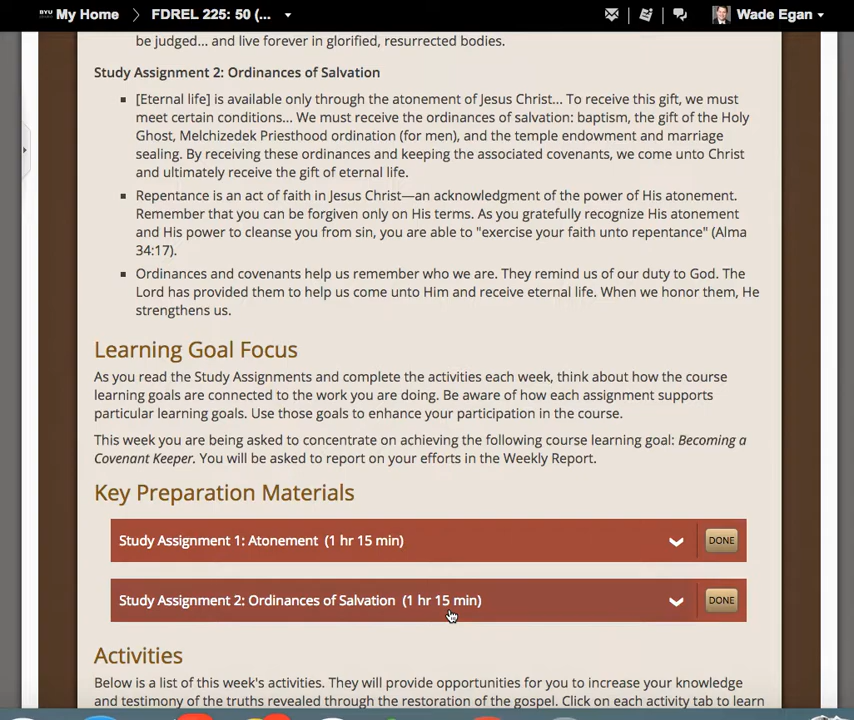 BYU My Home FDREL 225: 50 (... Wade Egan
be judged... and live forever in glorified, resurrected bodies.
Study Assignment 2: Ordinances of Salvation
[Eternal life] is available only through the atonement of Jesus Christ... To receive this gift, we must
meet certain conditions... We must receive the ordinances of salvation: baptism, the gift of the Holy
Ghost, Melchizedek Priesthood ordination (for men), and the temple endowment and marriage
sealing. By receiving these ordinances and keeping the associated covenants, we come unto Christ
and ultimately receive the gift of eternal life.
Repentance is an act of faith in Jesus Christ—an acknowledgment of the power of His atonement.
Remember that you can be forgiven only on His terms. As you gratefully recognize His atonement
and His power to cleanse you from sin, you are able to "exercise your faith unto repentance" (Alma
34:17).
Ordinances and covenants help us remember who we are. They remind us of our duty to God. The
Lord has provided them to help us come unto Him and receive eternal life. When we honor them, He
strengthens us.
Learning Goal Focus
As you read the Study Assignments and complete the activities each week, think about how the course
learning goals are connected to the work you are doing. Be aware of how each assignment supports
particular learning goals. Use those goals to enhance your participation in the course.
This week you are being asked to concentrate on achieving the following course learning goal: Becoming a
Covenant Keeper. You will be asked to report on your efforts in the Weekly Report.
Key Preparation Materials
Study Assignment 1: Atonement (1 hr 15 min) DONE
Study Assignment 2: Ordinances of Salvation (1 hr 15 min) DONE
Activities
Below is a list of this week's activities. They will provide opportunities for you to increase your knowledge
and testimony of the truths revealed through the restoration of the gospel. Click on each activity tab to learn